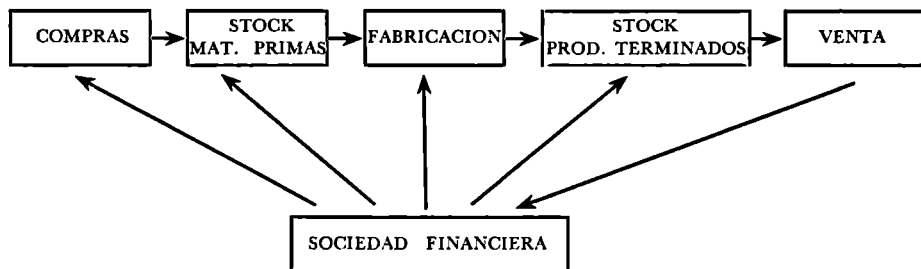 COMPRAS
STOCK
MAT. PRIMAS
FABRICACION
STOCK
PROD. TERMINADOS
VENTA
SOCIEDAD FINANCIERA